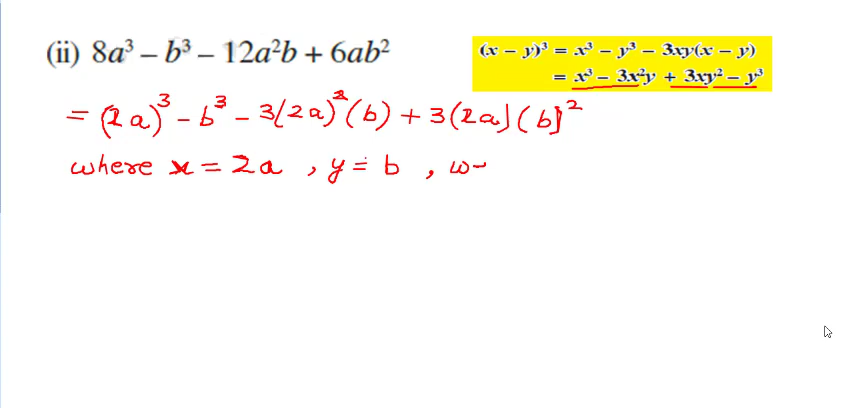 (ii) 8a³ – b³ – 12a²b + 6ab²
(x – y)³ = x³ – y³ – 3xy(x – y)
= x³ – 3x²y + 3xy² – y³
= (2a)³ - b³ - 3(2a)²(b) + 3(2a)(b)²
where x = 2a , y = b , w